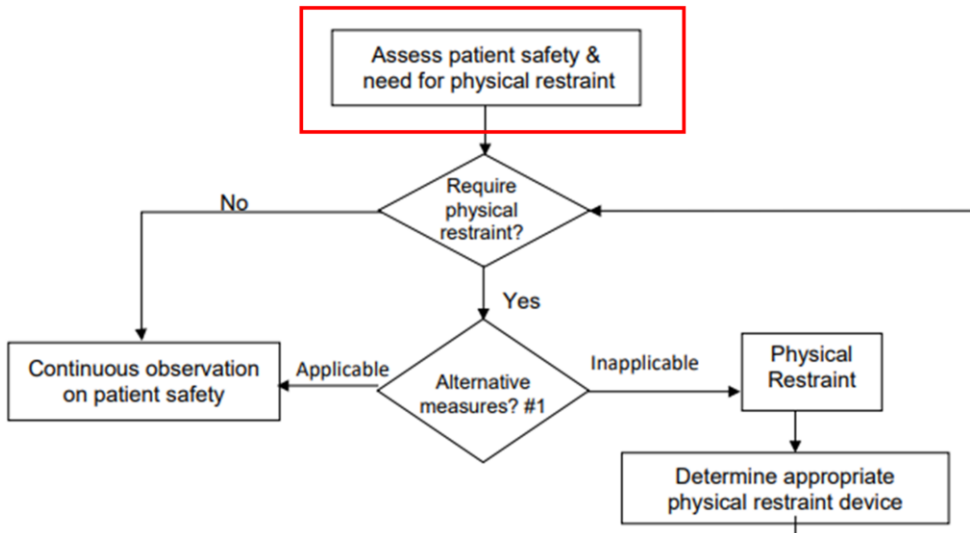 Assess patient safety &
need for physical restraint
Require
physical
restraint?
No
Yes
Continuous observation
on patient safety
Applicable
Alternative
measures? #1
Inapplicable
Physical
Restraint
Determine appropriate
physical restraint device